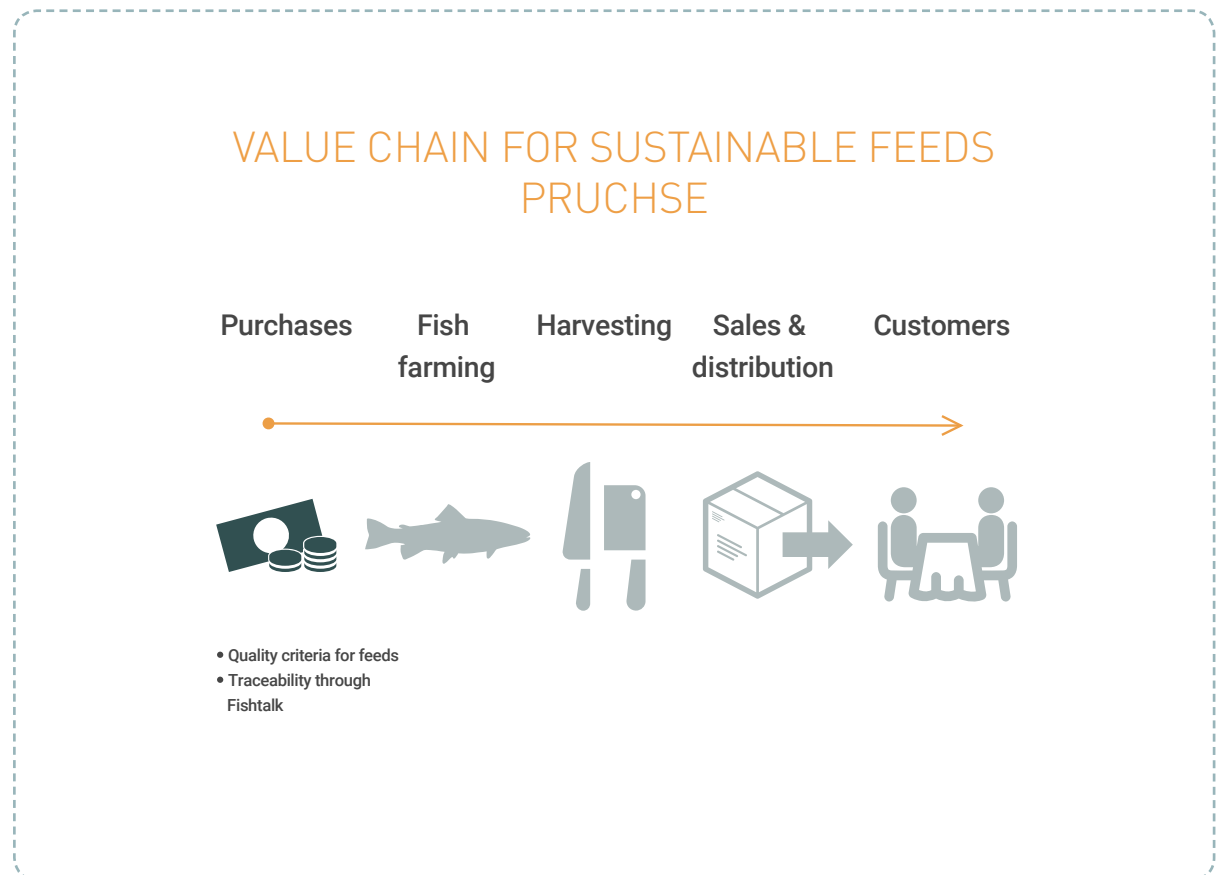 VALUE CHAIN FOR SUSTAINABLE FEEDS
PRUCHSE
Purchases
Fish
farming
Harvesting
Sales &
distribution
Customers
• Quality criteria for feeds
• Traceability through
Fishtalk